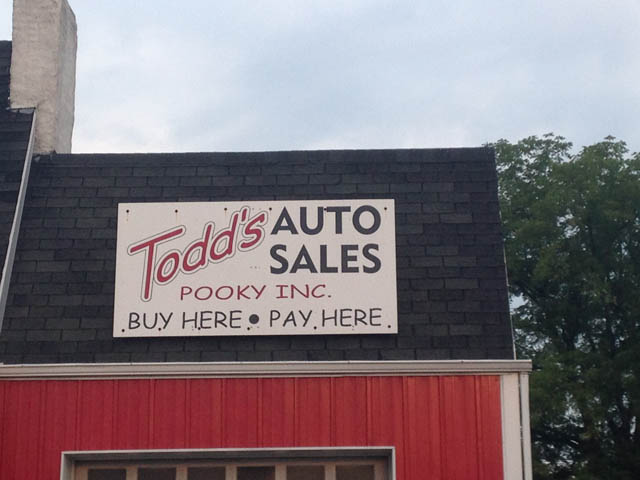 Todd's AUTO
SALES
POOKY INC.
BUY HERE • PAY HERE